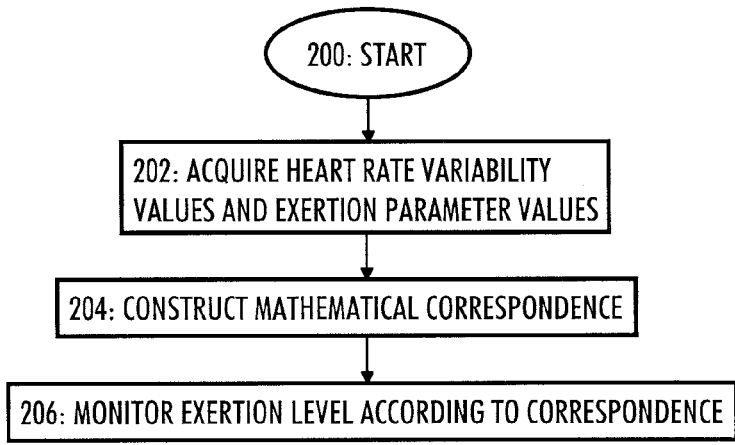 200: START
202: ACQUIRE HEART RATE VARIABILITY
VALUES AND EXERTION PARAMETER VALUES
204: CONSTRUCT MATHEMATICAL CORRESPONDENCE
206: MONITOR EXERTION LEVEL ACCORDING TO CORRESPONDENCE